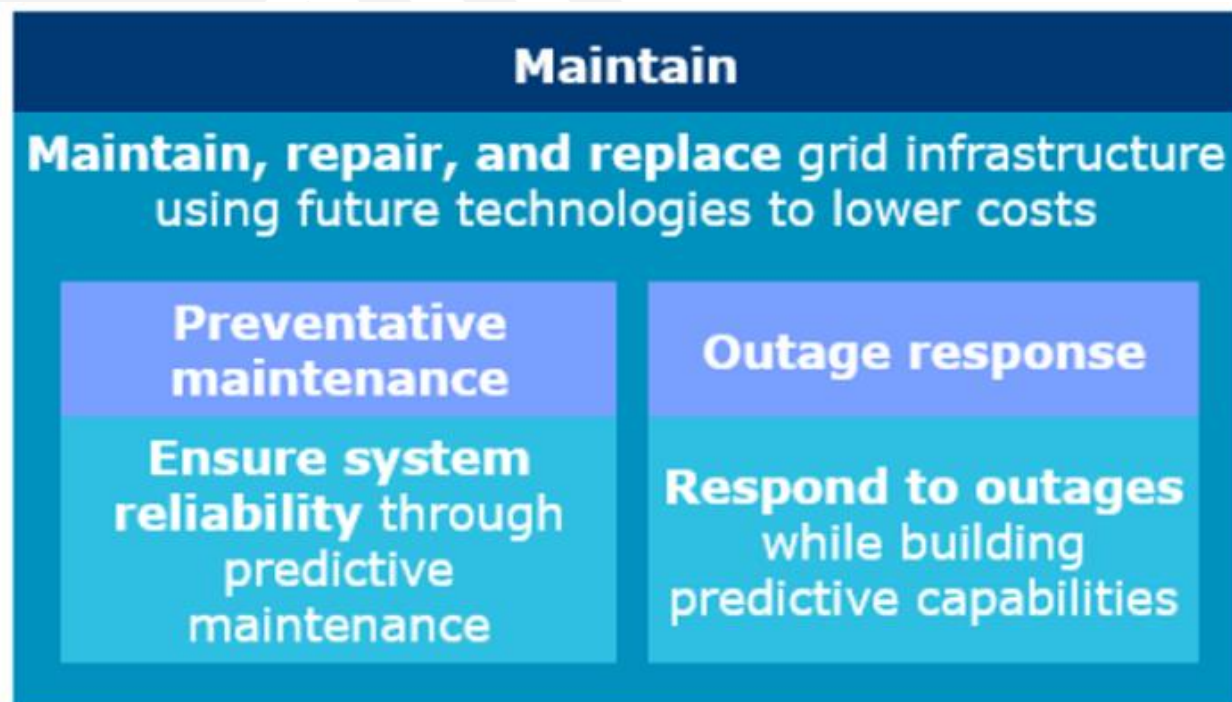 Maintain
Maintain, repair, and replace grid infrastructure
using future technologies to lower costs
Preventative
maintenance
Ensure system
reliability through
predictive
maintenance
Outage response
Respond to outages
while building
predictive capabilities